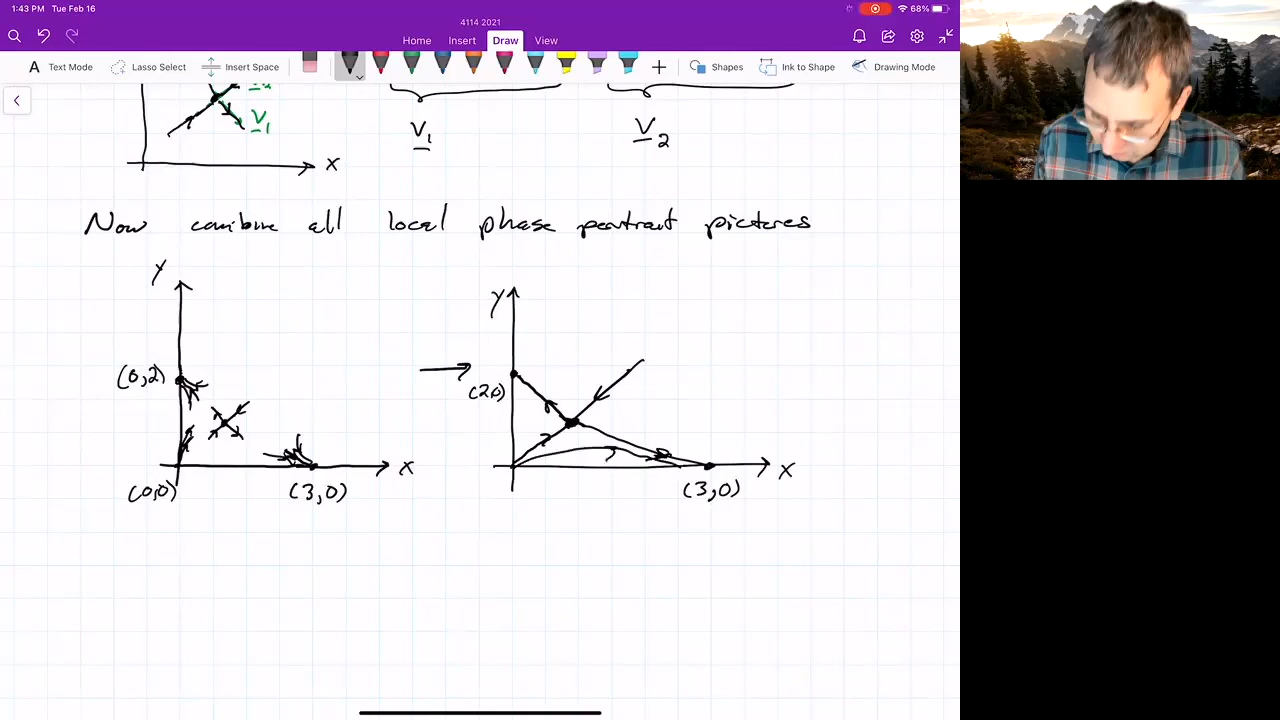 1:43 PM Tue Feb 16
68%
4114 2021
Home Insert Draw View
Text Mode Lasso Select Insert Space Shapes Ink to Shape Drawing Mode
V1
x
V1
V2
Now combine all local phase portrait pictures
y
(0,2)
(0,0)
(3,0)
x
y
(2,0)
(3,0)
x